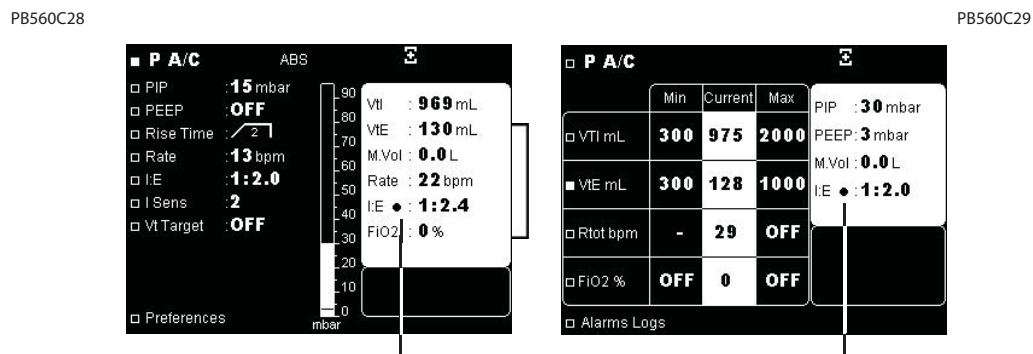 PB560C28
PB560C29
P A/C ABS
PIP : 15 mbar
PEEP : OFF
Rise Time : 2
Rate : 13 bpm
I:E : 1:2.0
I Sens : 2
Vt Target : OFF
Preferences
90
80
70
60
50
40
30
20
10
0
mbar
VtI : 969 mL
VtE : 130 mL
M.Vol : 0.0 L
Rate : 22 bpm
I:E ● : 1:2.4
FiO2 : 0 %
P A/C
Min Current Max
VTI mL 300 975 2000
VtE mL 300 128 1000
Rtot bpm - 29 OFF
FiO2 % OFF 0 OFF
Alarms Logs
PIP : 30 mbar
PEEP : 3 mbar
M.Vol : 0.0 L
I:E ● : 1:2.0